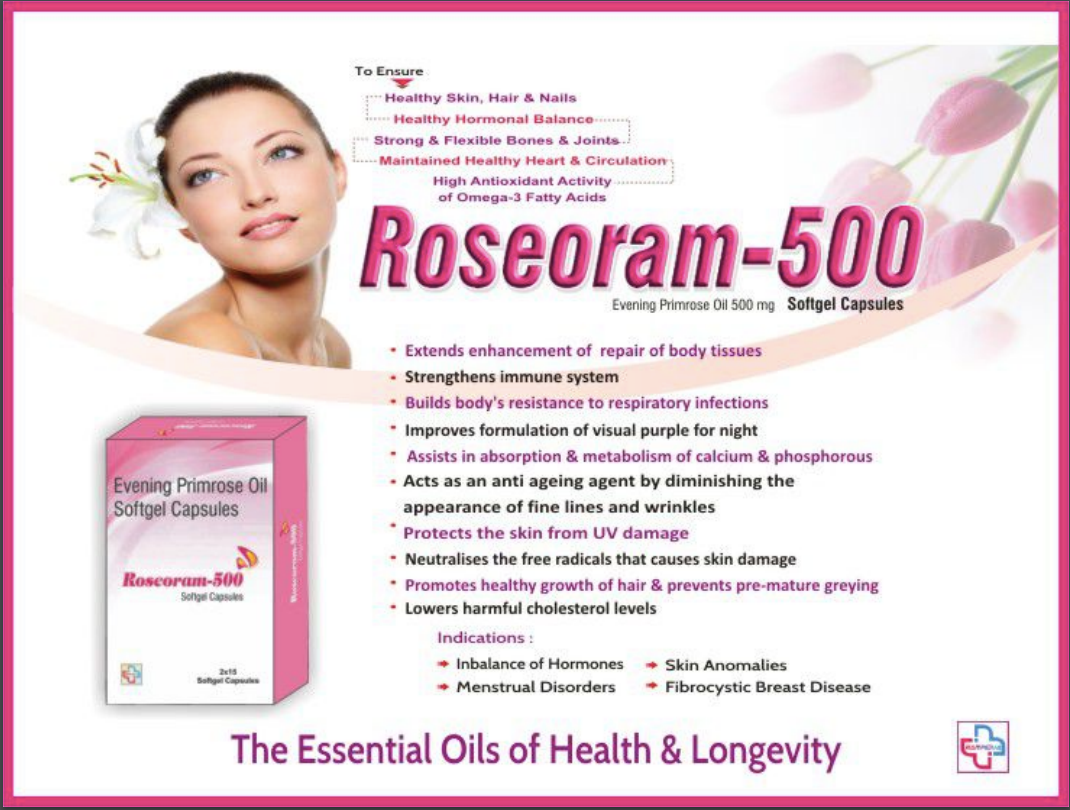 To Ensure
Healthy Skin, Hair & Nails
Healthy Hormonal Balance
Strong & Flexible Bones & Joints
Maintained Healthy Heart & Circulation
High Antioxidant Activity
of Omega-3 Fatty Acids
Roseoram-500
Evening Primrose Oil 500 mg Softgel Capsules
Extends enhancement of repair of body tissues
Strengthens immune system
Builds body's resistance to respiratory infections
Improves formulation of visual purple for night
Assists in absorption & metabolism of calcium & phosphorous
Acts as an anti ageing agent by diminishing the
appearance of fine lines and wrinkles
Protects the skin from UV damage
Neutralises the free radicals that causes skin damage
Promotes healthy growth of hair & prevents pre-mature greying
Lowers harmful cholesterol levels
Indications :
Inbalance of Hormones
Skin Anomalies
Menstrual Disorders
Fibrocystic Breast Disease
Evening Primrose Oil
Softgel Capsules
Roseoram-500
Softgel Capsules
2x15
Softgel Capsules
Roseoram-500
The Essential Oils of Health & Longevity